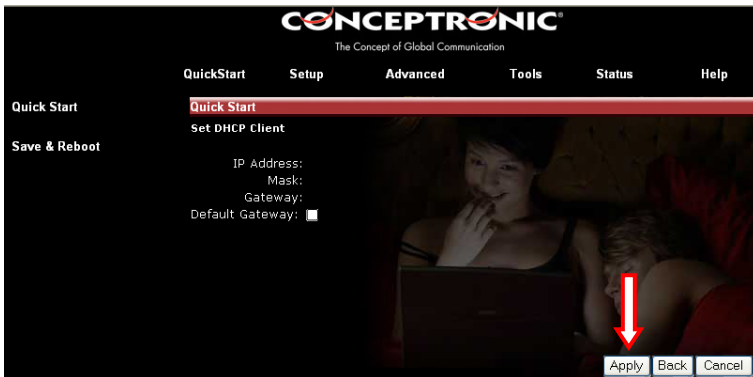 CONCEPTRONIC®
The Concept of Global Communication
QuickStart Setup Advanced Tools Status Help
Quick Start
Save & Reboot
Quick Start
Set DHCP Client
IP Address:
Mask:
Gateway:
Default Gateway:
Apply Back Cancel